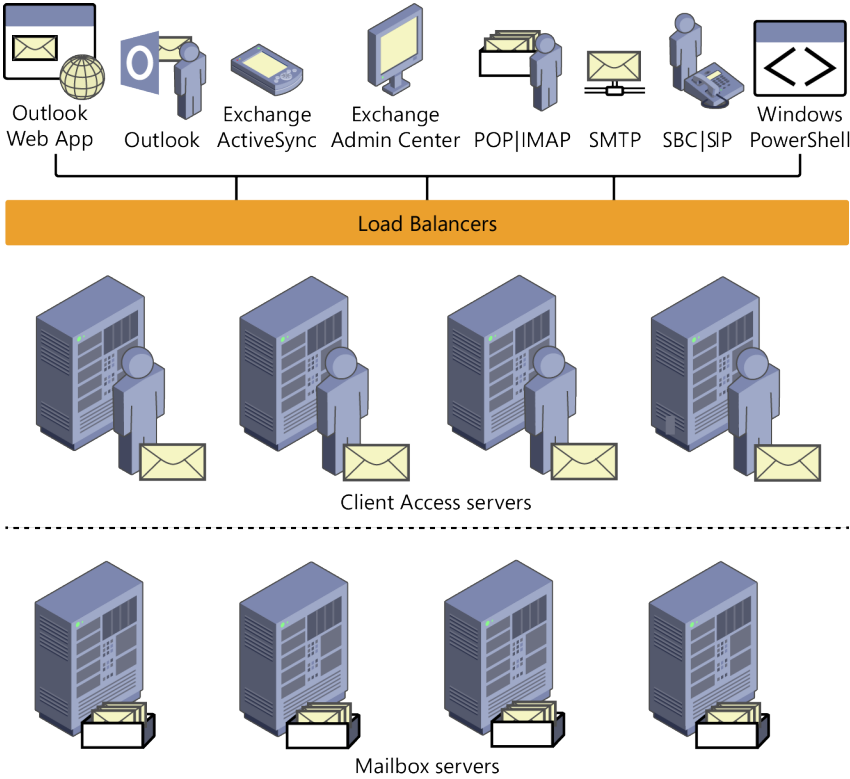 Outlook
Web App
Outlook
Exchange
ActiveSync
Exchange
Admin Center
POP|IMAP
SMTP
SBC|SIP
Windows
PowerShell
Load Balancers
Client Access servers
Mailbox servers